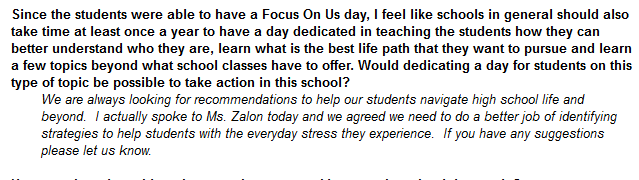 Since the students were able to have a Focus On Us day, I feel like schools in general should also
take time at least once a year to have a day dedicated in teaching the students how they can
better understand who they are, learn what is the best life path that they want to pursue and learn
a few topics beyond what school classes have to offer. Would dedicating a day for students on this
type of topic be possible to take action in this school?
We are always looking for recommendations to help our students navigate high school life and
beyond.  I actually spoke to Ms. Zalon today and we agreed we need to do a better job of identifying
strategies to help students with the everyday stress they experience.  If you have any suggestions
please let us know.